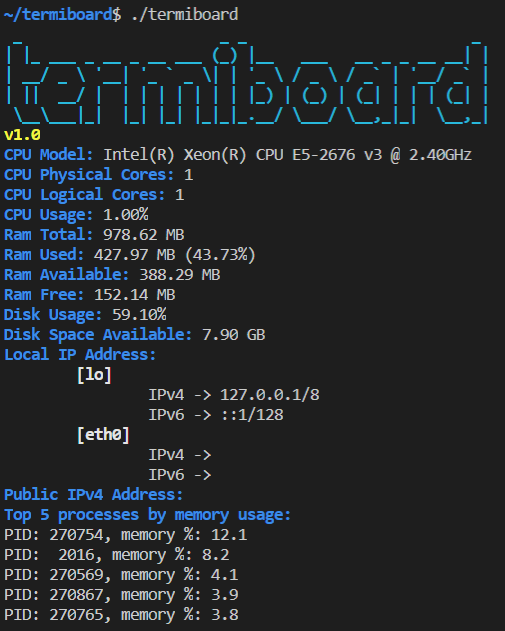 ~/termiboard$ ./termiboard
termiboard
v1.0
CPU Model: Intel(R) Xeon(R) CPU E5-2676 v3 @ 2.40GHz
CPU Physical Cores: 1
CPU Logical Cores: 1
CPU Usage: 1.00%
Ram Total: 978.62 MB
Ram Used: 427.97 MB (43.73%)
Ram Available: 388.29 MB
Ram Free: 152.14 MB
Disk Usage: 59.10%
Disk Space Available: 7.90 GB
Local IP Address:
[lo]
IPv4 -> 127.0.0.1/8
IPv6 -> ::1/128
[eth0]
IPv4 ->
IPv6 ->
Public IPv4 Address:
Top 5 processes by memory usage:
PID: 270754, memory %: 12.1
PID:  2016, memory %: 8.2
PID: 270569, memory %: 4.1
PID: 270867, memory %: 3.9
PID: 270765, memory %: 3.8